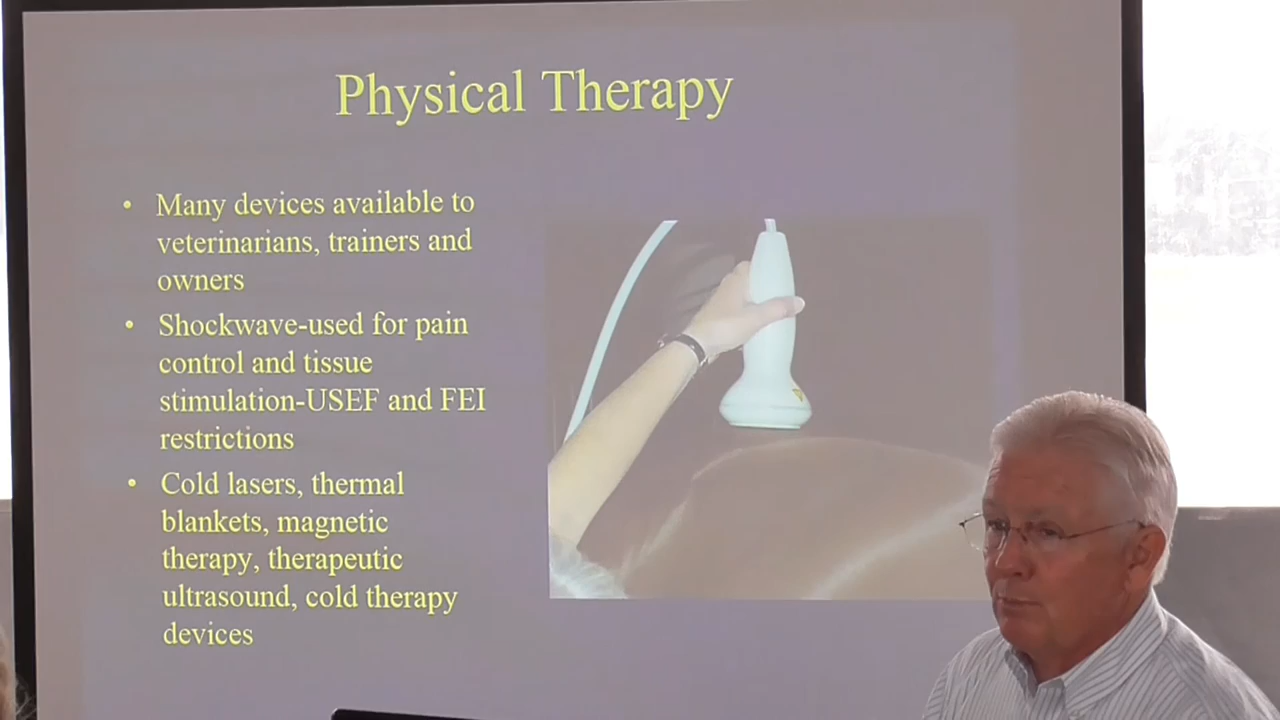 Physical Therapy
• Many devices available to
veterinarians, trainers and
owners
• Shockwave-used for pain
control and tissue
stimulation-USEF and FEI
restrictions
• Cold lasers, thermal
blankets, magnetic
therapy, therapeutic
ultrasound, cold therapy
devices